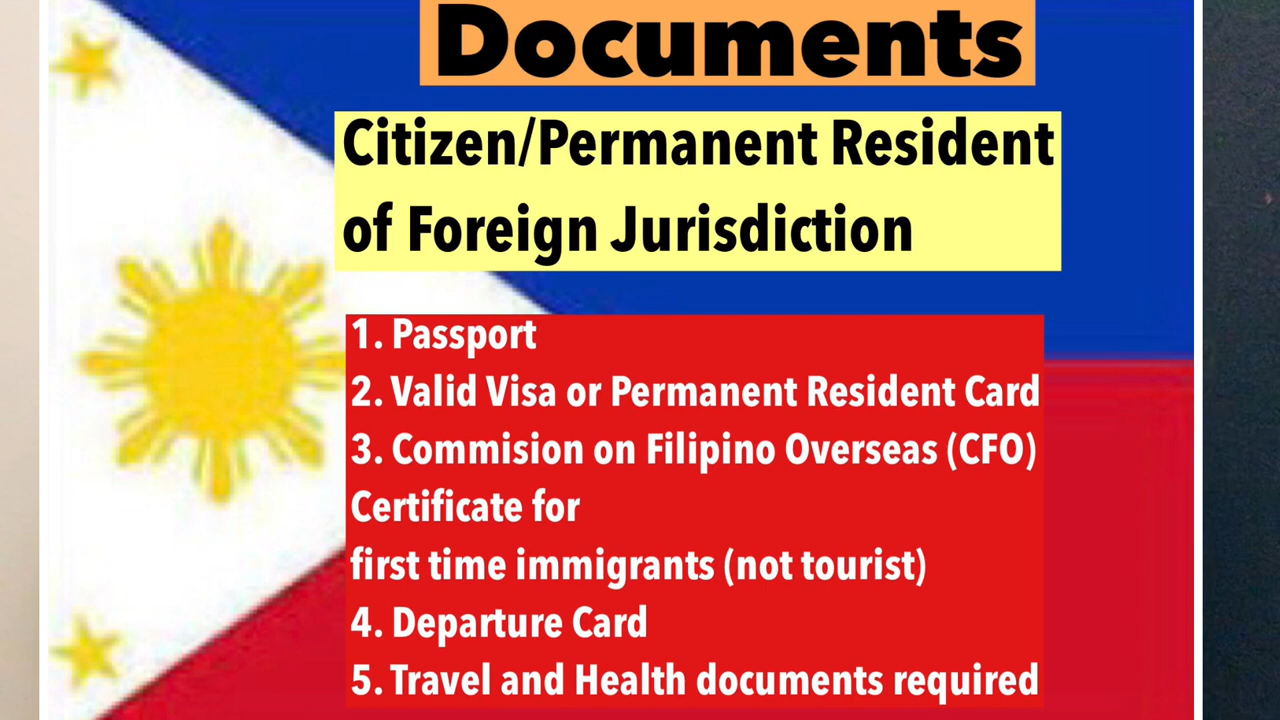 Documents
Citizen/Permanent Resident
of Foreign Jurisdiction
1. Passport
2. Valid Visa or Permanent Resident Card
3. Commision on Filipino Overseas (CFO)
Certificate for
first time immigrants (not tourist)
4. Departure Card
5. Travel and Health documents required